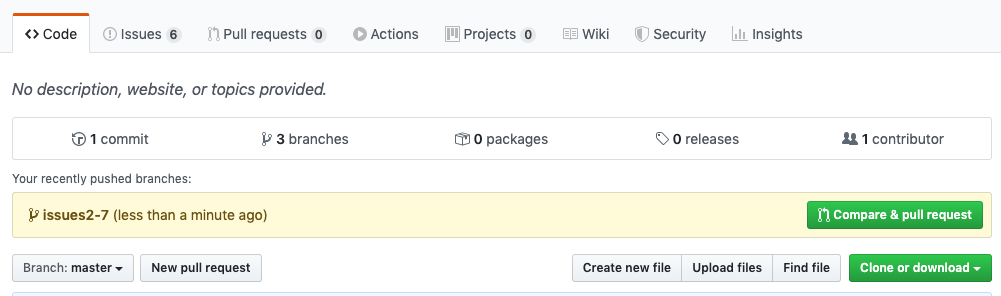 Code Issues 6 Pull requests 0 Actions Projects 0 Wiki Security Insights
No description, website, or topics provided.
1 commit 3 branches 0 packages 0 releases 1 contributor
Your recently pushed branches:
issues2-7 (less than a minute ago) Compare & pull request
Branch: master New pull request Create new file Upload files Find file Clone or download